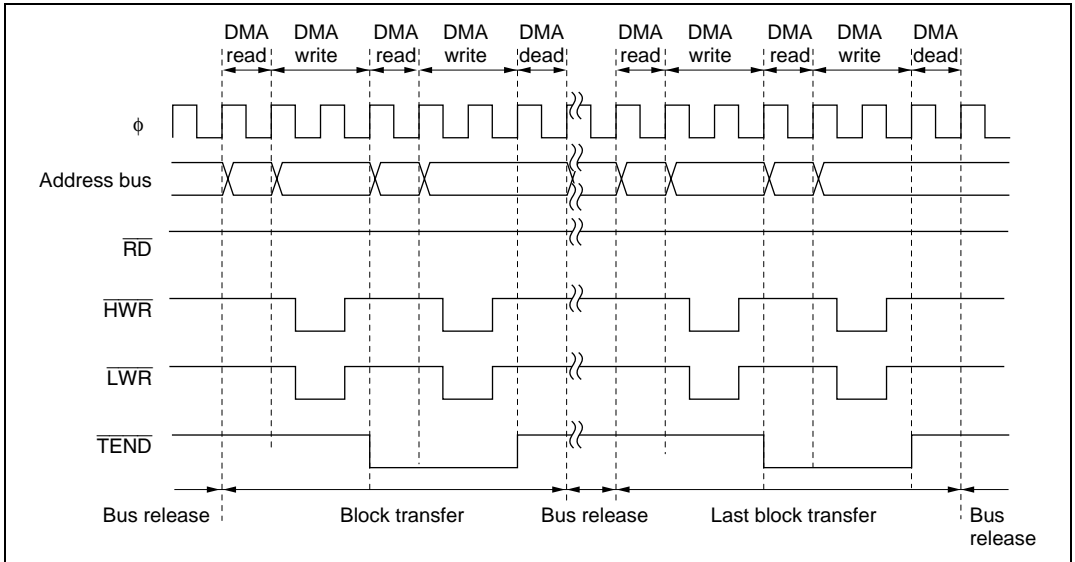 DMA read DMA write DMA read DMA write DMA dead DMA read DMA write DMA read DMA write DMA dead
φ
Address bus
RD
HWR
LWR
TEND
Bus release Block transfer Bus release Last block transfer Bus release